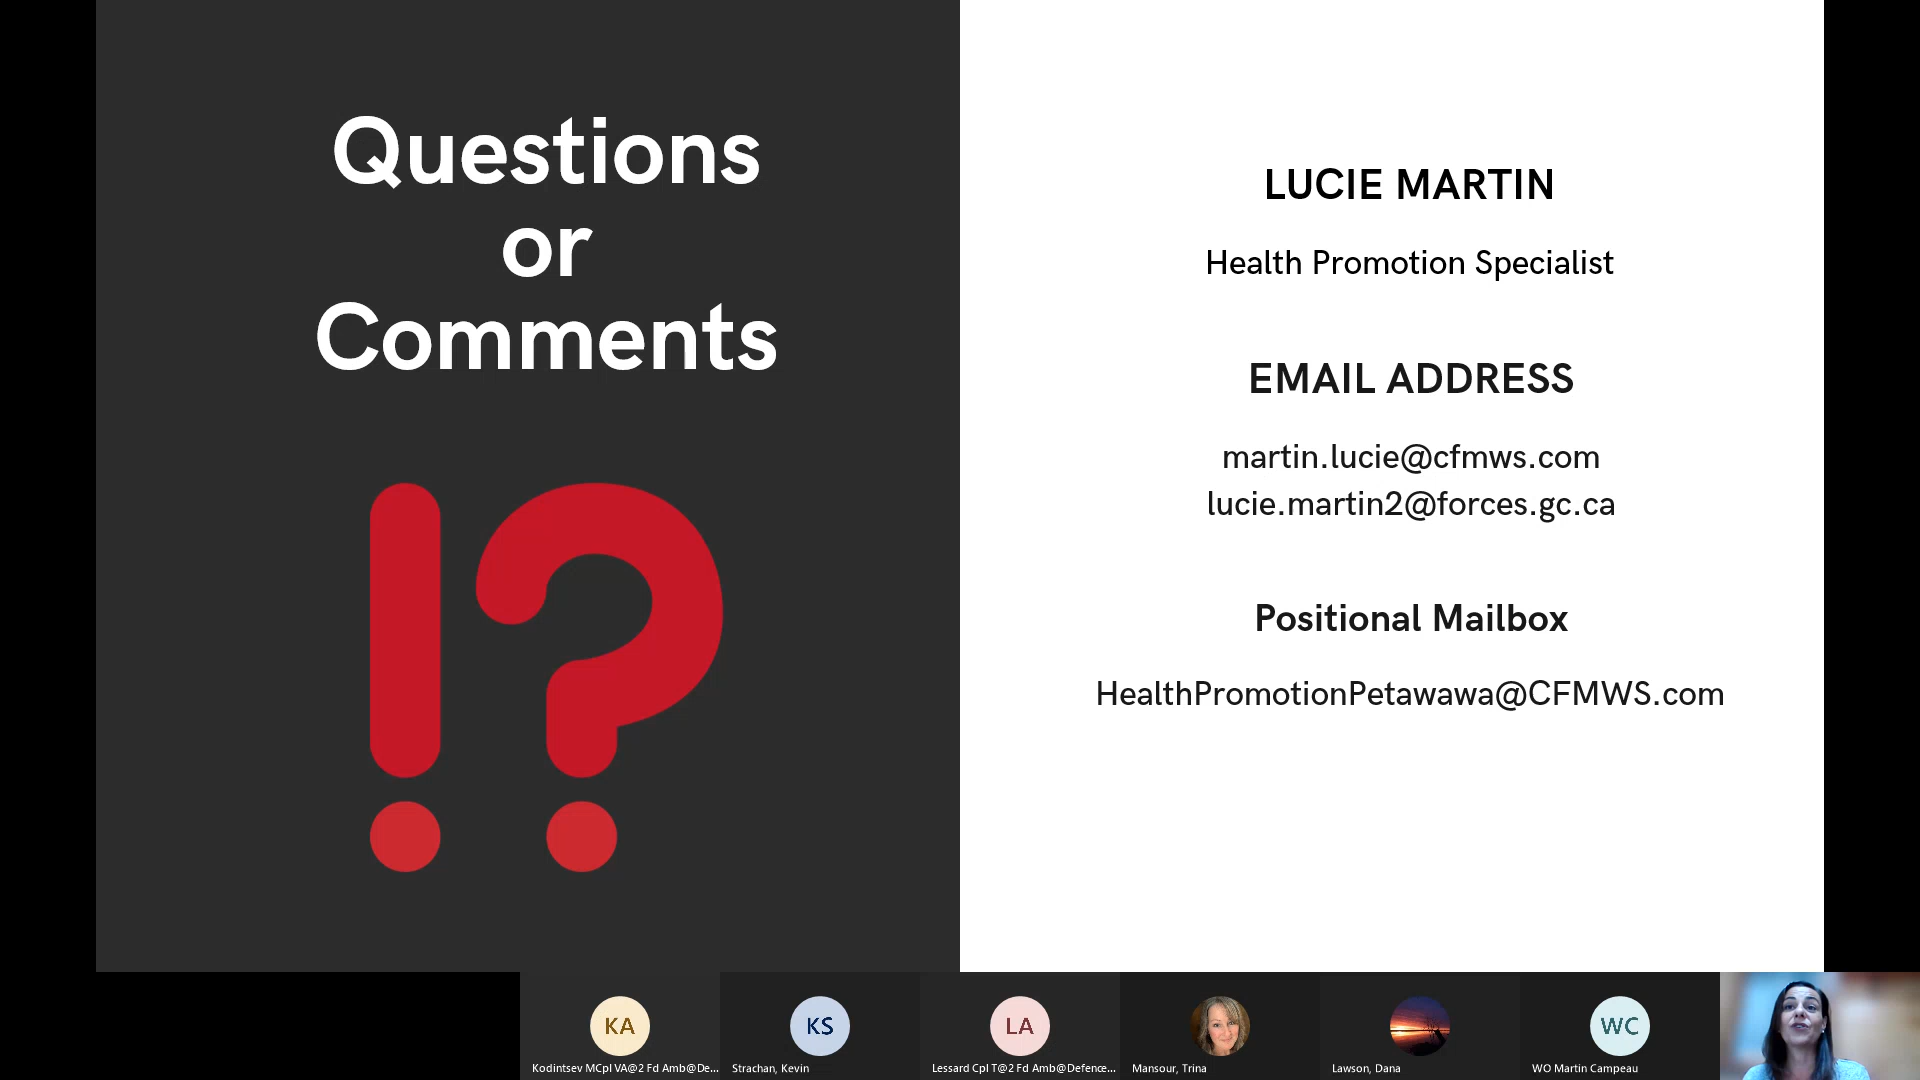 Questions
or
Comments
!?
LUCIE MARTIN
Health Promotion Specialist
EMAIL ADDRESS
martin.lucie@cfmws.com
lucie.martin2@forces.gc.ca
Positional Mailbox
HealthPromotionPetawawa@CFMWS.com
KA
Kodintsev MCpl VA@2 Fd Amb@De...
KS
Strachan, Kevin
LA
Lessard Cpl T@2 Fd Amb@Defence...
Mansour, Trina
Lawson, Dana
WC
WO Martin Campeau